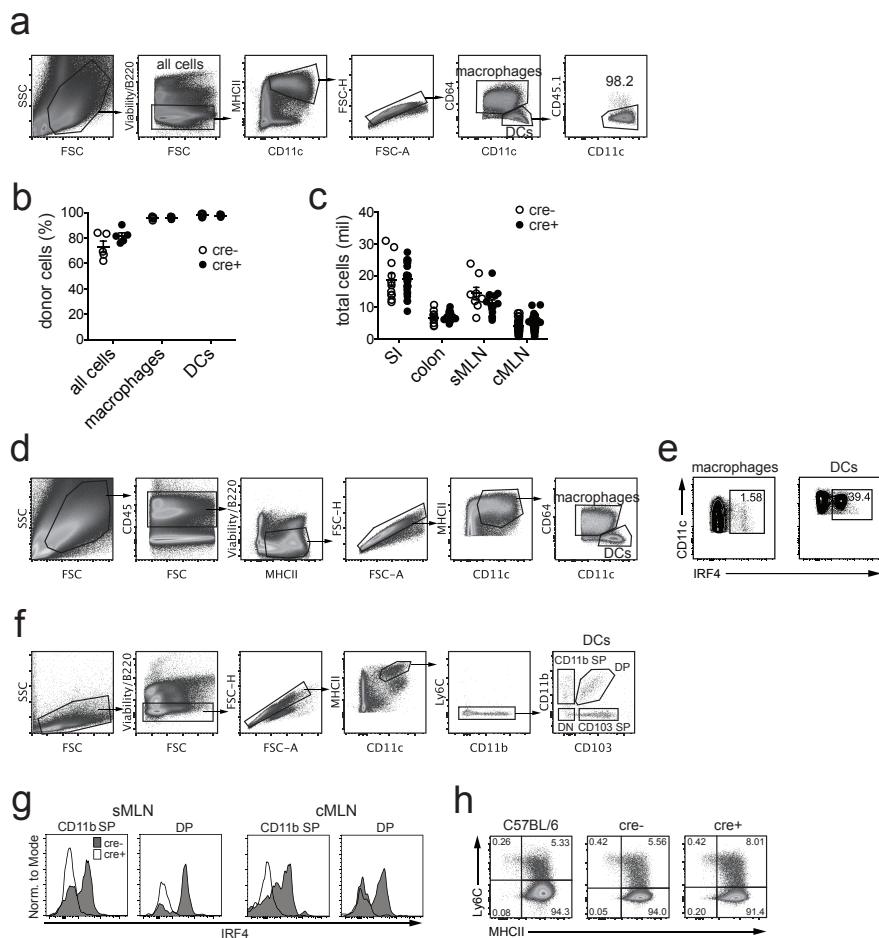 a
SSC
FSC
all cells
Viability/B220
FSC
MHCII
CD11c
FSC-H
FSC-A
macrophages
CD64
DCs
CD11c
CD45.1
98.2
CD11c
b
donor cells (%)
100
80
60
40
20
0
cre-
cre+
all cells
macrophages
DCs
c
total cells (mil)
40
30
20
10
0
cre-
cre+
SI
colon
sMLN
cMLN
d
SSC
FSC
CD45
FSC
Viability/B220
MHCII
FSC-H
FSC-A
MHCII
CD11c
macrophages
CD64
DCs
CD11c
e
macrophages
DCs
1.58
39.4
CD11c
IRF4
f
SSC
FSC
Viability/B220
FSC
FSC-H
FSC-A
MHCII
CD11c
Ly6C
CD11b
DCs
CD11b SP
DP
CD11b
DN
CD103 SP
CD103
g
sMLN
cMLN
CD11b SP
DP
CD11b SP
DP
cre-
cre+
Norm. to Mode
IRF4
h
C57BL/6
cre-
cre+
0.26
5.33
0.42
5.56
0.42
8.01
Ly6C
0.08
94.3
0.05
94.0
0.20
91.4
MHCII